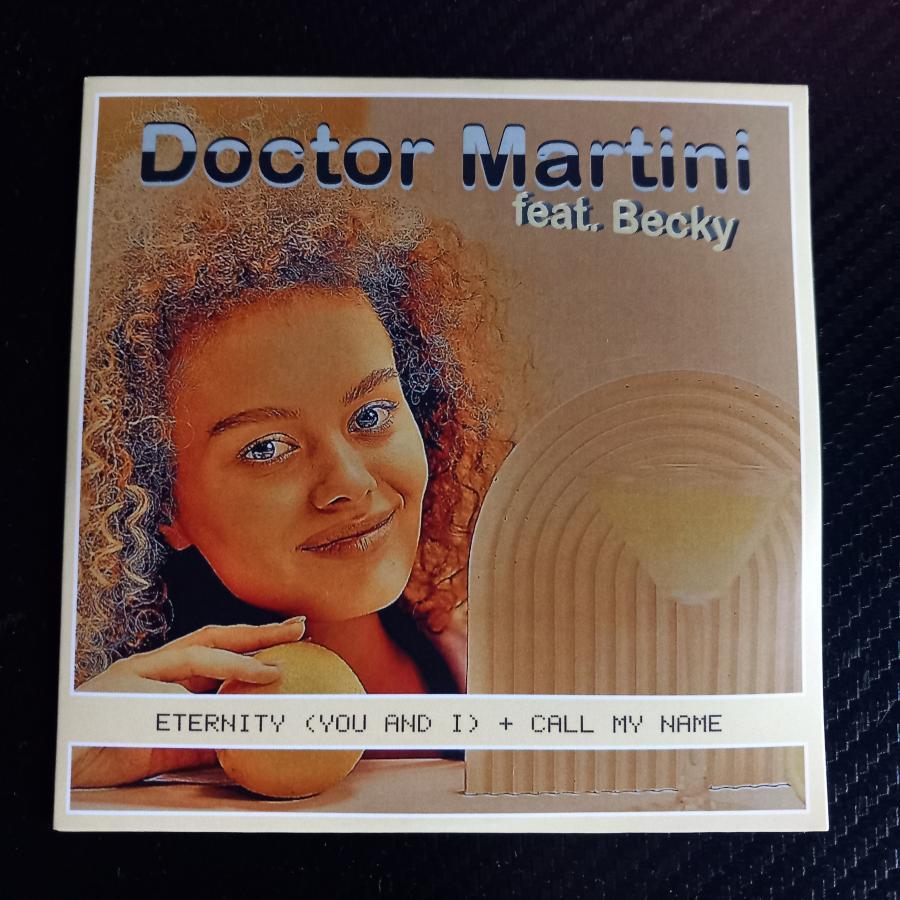 Doctor Martini
feat. Becky
ETERNITY (YOU AND I) + CALL MY NAME